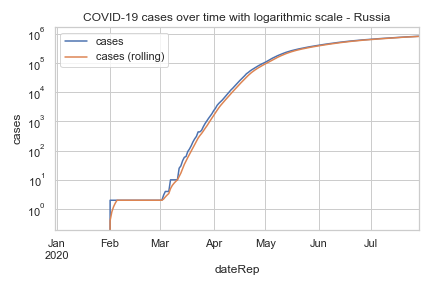 COVID-19 cases over time with logarithmic scale - Russia
cases
cases (rolling)
10⁶
10⁵
10⁴
10³
10²
10¹
10⁰
cases
Jan Feb Mar Apr May Jun Jul
2020
dateRep